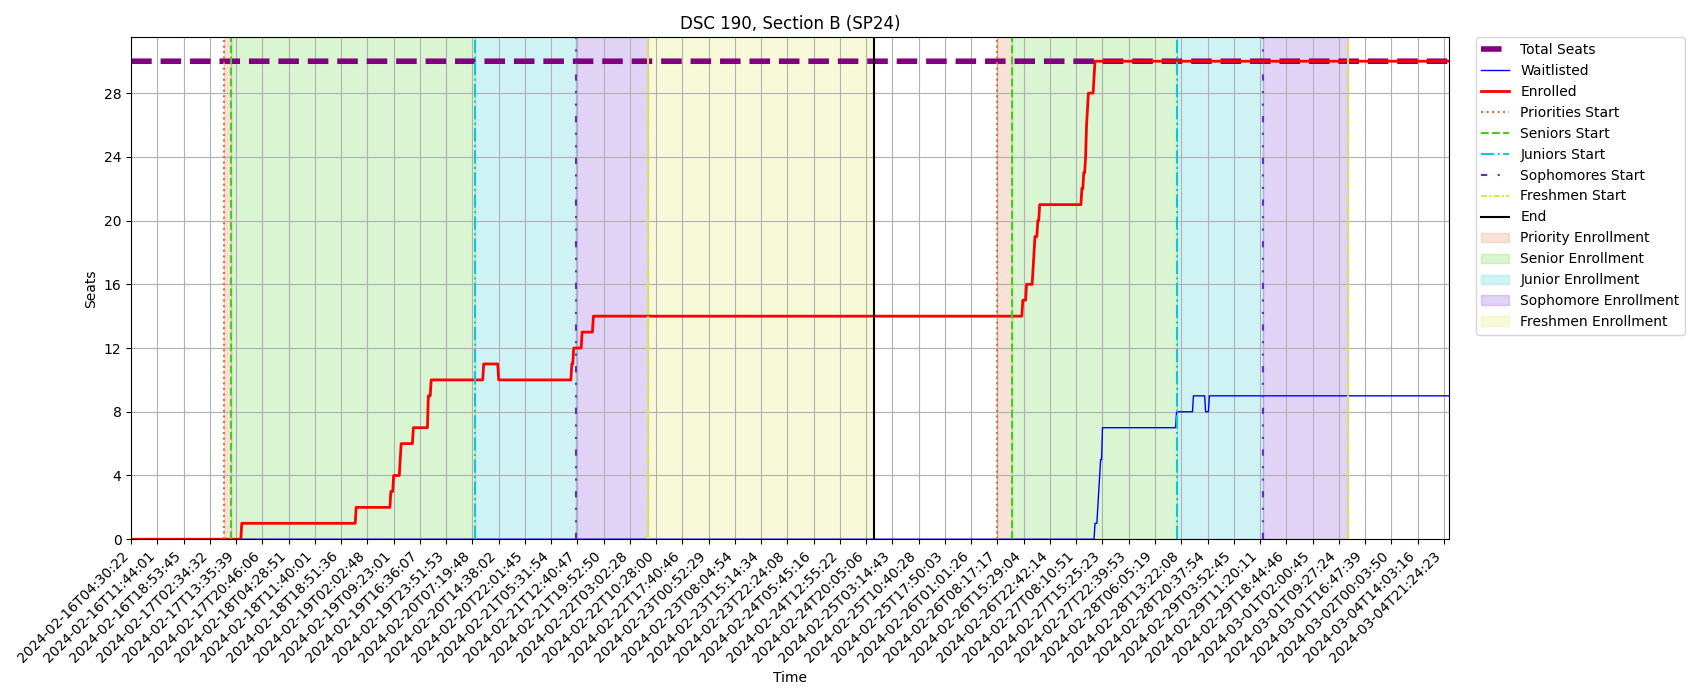 DSC 190, Section B (SP24)
Seats
28
24
20
16
12
8
4
0
2024-02-16T04:30:22
2024-02-16T11:44:01
2024-02-16T18:53:45
2024-02-17T02:34:32
2024-02-17T13:35:39
2024-02-17T20:46:06
2024-02-18T04:28:51
2024-02-18T11:40:01
2024-02-18T18:51:36
2024-02-19T02:02:48
2024-02-19T09:23:01
2024-02-19T16:36:07
2024-02-19T23:51:53
2024-02-20T07:19:48
2024-02-20T14:38:02
2024-02-20T22:01:45
2024-02-21T05:31:54
2024-02-21T12:40:47
2024-02-21T19:52:50
2024-02-22T03:02:28
2024-02-22T10:28:00
2024-02-22T17:40:46
2024-02-23T00:52:29
2024-02-23T08:04:54
2024-02-23T15:14:34
2024-02-23T22:24:08
2024-02-24T05:45:16
2024-02-24T12:55:22
2024-02-24T20:05:06
2024-02-25T03:14:43
2024-02-25T10:40:28
2024-02-25T17:50:03
2024-02-26T01:01:26
2024-02-26T08:17:17
2024-02-26T15:29:04
2024-02-26T22:42:14
2024-02-27T08:10:51
2024-02-27T15:25:23
2024-02-27T22:39:53
2024-02-28T06:05:19
2024-02-28T13:22:08
2024-02-28T20:37:54
2024-02-29T03:52:45
2024-02-29T11:20:11
2024-02-29T18:44:46
2024-03-01T02:00:45
2024-03-01T09:27:24
2024-03-01T16:47:39
2024-03-02T00:03:50
2024-03-04T14:03:16
2024-03-04T21:24:23
Time
Total Seats
Waitlisted
Enrolled
Priorities Start
Seniors Start
Juniors Start
Sophomores Start
Freshmen Start
End
Priority Enrollment
Senior Enrollment
Junior Enrollment
Sophomore Enrollment
Freshmen Enrollment